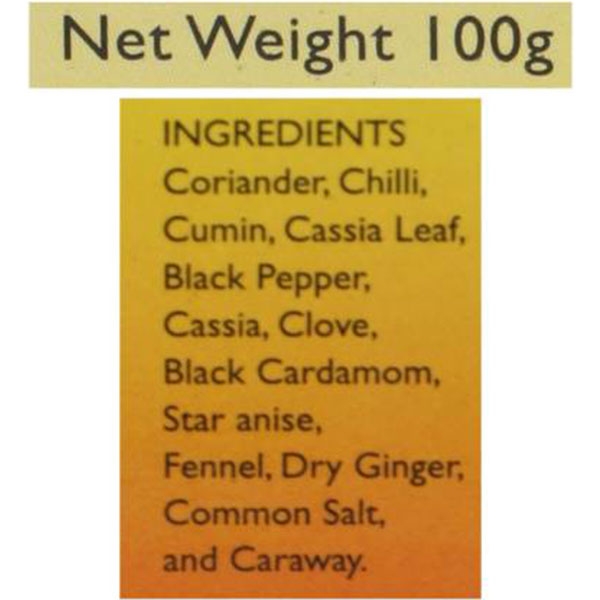 Net Weight 100g
INGREDIENTS
Coriander, Chilli,
Cumin, Cassia Leaf,
Black Pepper,
Cassia, Clove,
Black Cardamom,
Star anise,
Fennel, Dry Ginger,
Common Salt,
and Caraway.